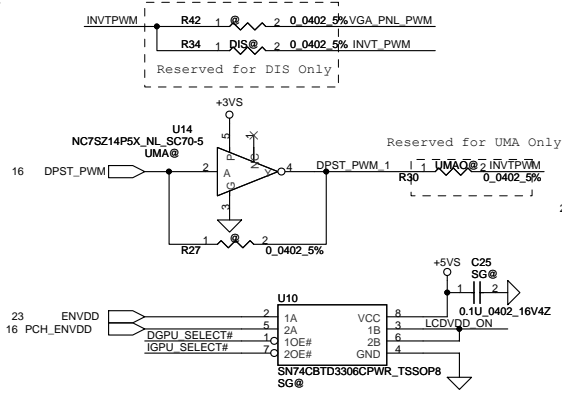 INVTPWM R42 1 @ 2 0_0402_5% VGA_PNL_PWM
R34 1 DIS@ 2 0_0402_5% INVT_PWM
Reserved for DIS Only
+3VS
U14
NC7SZ14P5X_NL_SC70-5
UMA@
Reserved for UMA Only
16 DPST_PWM 2 A P NC Y G 5 1 4 3 DPST_PWM_1 1 UMAO@ 2 INVTPWM
R30 0_0402_5%
R27 1 @ 2 0_0402_5%
+5VS
C25
SG@
1 2
0.1U_0402_16V4Z
U10
23 ENVDD 2 1A VCC 8
16 PCH_ENVDD 5 2A 1B 3 LCDVDD_ON
DGPU_SELECT# 1 1OE# 2B 6
IGPU_SELECT# 7 2OE# GND 4
SN74CBTD3306CPWR_TSSOP8
SG@
2